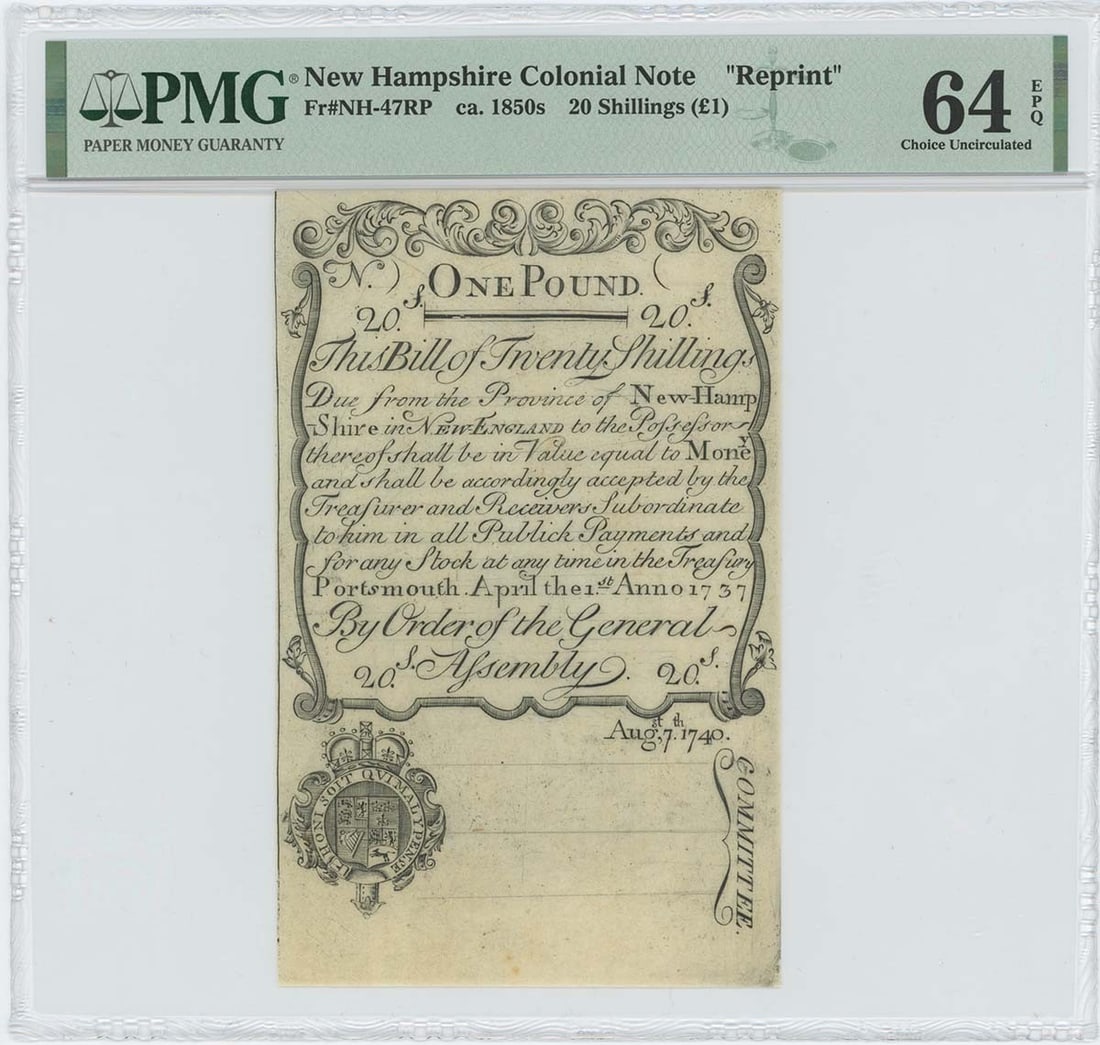 PMG®
PAPER MONEY GUARANTY
New Hampshire Colonial Note "Reprint"
Fr#NH-47RP ca. 1850s 20 Shillings (£1)
64 EPQ
Choice Uncirculated
N.) ONE POUND. (
20.ſ. 20.ſ.
This Bill of Twenty Shillings
Due from the Province of New-Hamp
-Shire in NEW-ENGLAND to the Poſseſsor
thereof shall be in Value equal to Money
and shall be accordingly accepted by the
Treaſurer and Receivers Subordinate
to him in all Publick Payments and
for any Stock at any time in the Treaſury
Portsmouth. April the 1.st Anno 1737
By Order of the General
20.ſ. Aſsembly. 20.ſ.
Augst, 7.th 1740.
HONI SOIT QVI MAL Y PENCE
COMMITTEE.